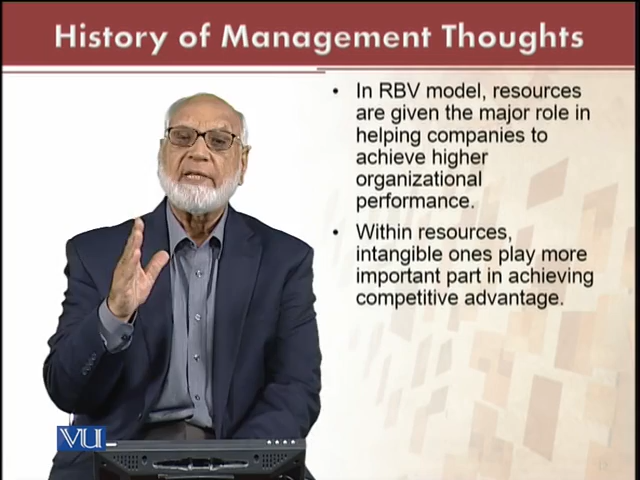 History of Management Thoughts
• In RBV model, resources
are given the major role in
helping companies to
achieve higher
organizational
performance.
• Within resources,
intangible ones play more
important part in achieving
competitive advantage.
VU